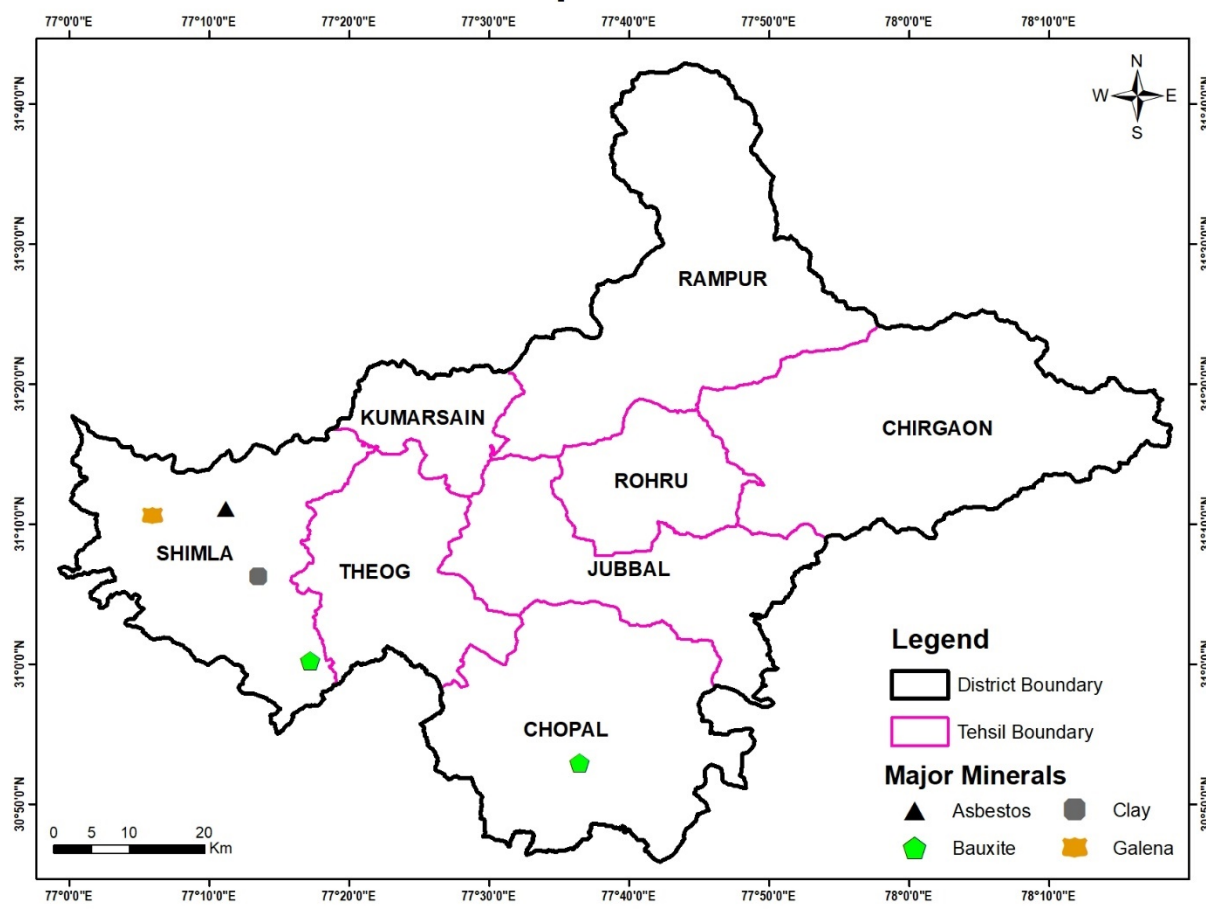 77°0'0"E 77°10'0"E 77°20'0"E 77°30'0"E 77°40'0"E 77°50'0"E 78°0'0"E 78°10'0"E
31°40'0"N
N
W E
S
31°30'0"N
RAMPUR
31°20'0"N
KUMARSAIN
CHIRGAON
ROHRU
31°10'0"N
SHIMLA
THEOG
JUBBAL
31°0'0"N
Legend
District Boundary
Tehsil Boundary
CHOPAL
Major Minerals
Asbestos Clay
Bauxite Galena
30°50'0"N
0 5 10 20
Km
77°0'0"E 77°10'0"E 77°20'0"E 77°30'0"E 77°40'0"E 77°50'0"E 78°0'0"E 78°10'0"E